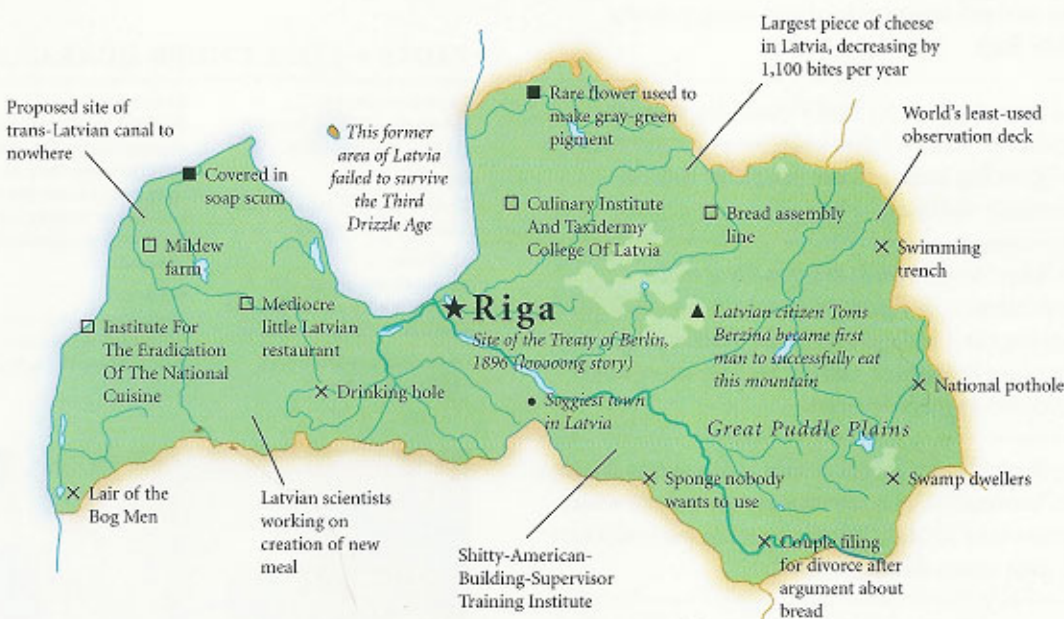 Largest piece of cheese
in Latvia, decreasing by
1,100 bites per year
Proposed site of
trans-Latvian canal to
nowhere
This former
area of Latvia
failed to survive
the Third
Drizzle Age
Rare flower used to
make gray-green
pigment
World's least-used
observation deck
Covered in
soap scum
Culinary Institute
And Taxidermy
College Of Latvia
Bread assembly
line
Mildew
farm
Swimming
trench
Mediocre
little Latvian
restaurant
Riga
Site of the Treaty of Berlin,
1896 (looooong story)
Latvian citizen Toms
Berzina became first
man to successfully eat
this mountain
Institute For
The Eradication
Of The National
Cuisine
Drinking hole
Soggiest town
in Latvia
National pothole
Great Puddle Plains
Lair of the
Bog Men
Latvian scientists
working on
creation of new
meal
Sponge nobody
wants to use
Swamp dwellers
Shitty-American-
Building-Supervisor
Training Institute
Couple filing
for divorce after
argument about
bread